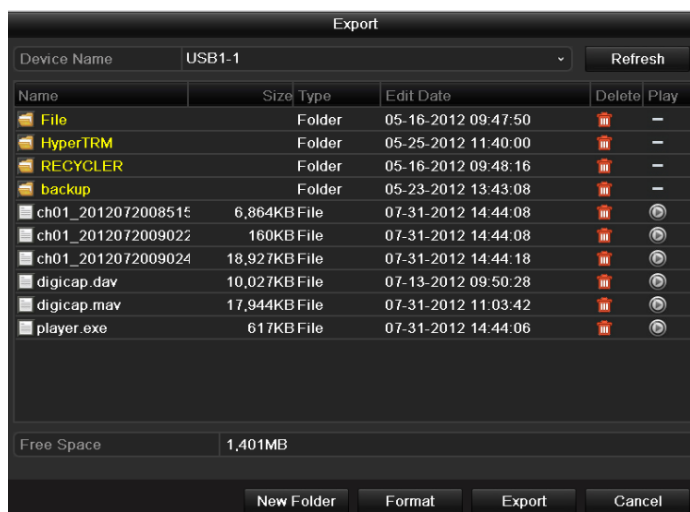 Export
Device Name USB1-1 Refresh
Name Size Type Edit Date Delete Play
File Folder 05-16-2012 09:47:50
HyperTRM Folder 05-25-2012 11:40:00
RECYCLER Folder 05-16-2012 09:48:16
backup Folder 05-23-2012 13:43:08
ch01_2012072008515 6,864KB File 07-31-2012 14:44:08
ch01_2012072009022 160KB File 07-31-2012 14:44:08
ch01_2012072009024 18,927KB File 07-31-2012 14:44:18
digicap.dav 10,027KB File 07-13-2012 09:50:28
digicap.mav 17,944KB File 07-31-2012 11:03:42
player.exe 617KB File 07-31-2012 14:44:06
Free Space 1,401MB
New Folder Format Export Cancel